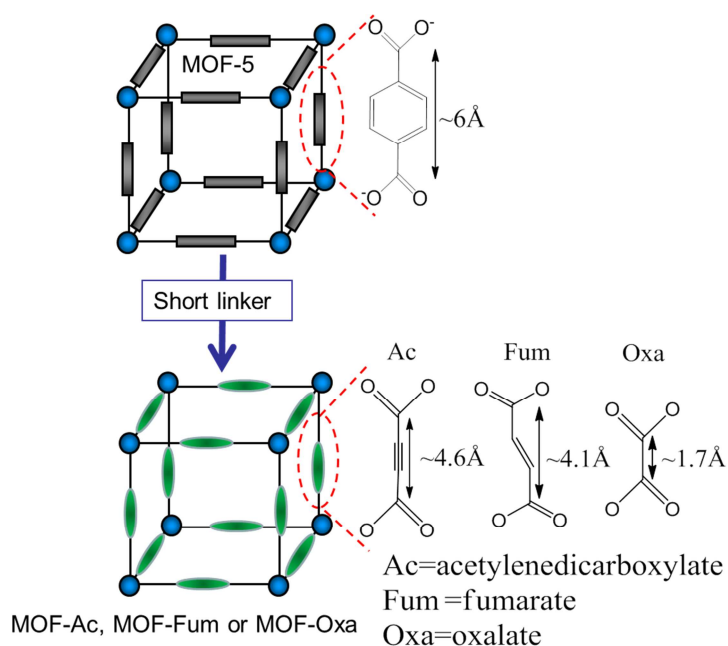 MOF-5
O
O⁻
~6Å
⁻O
O
Short linker
Ac Fum Oxa
O O
O O
O O
~4.6Å
~4.1Å
~1.7Å
O O
O O
O O
Ac=acetylenedicarboxylate
Fum=fumarate
Oxa=oxalate
MOF-Ac, MOF-Fum or MOF-Oxa